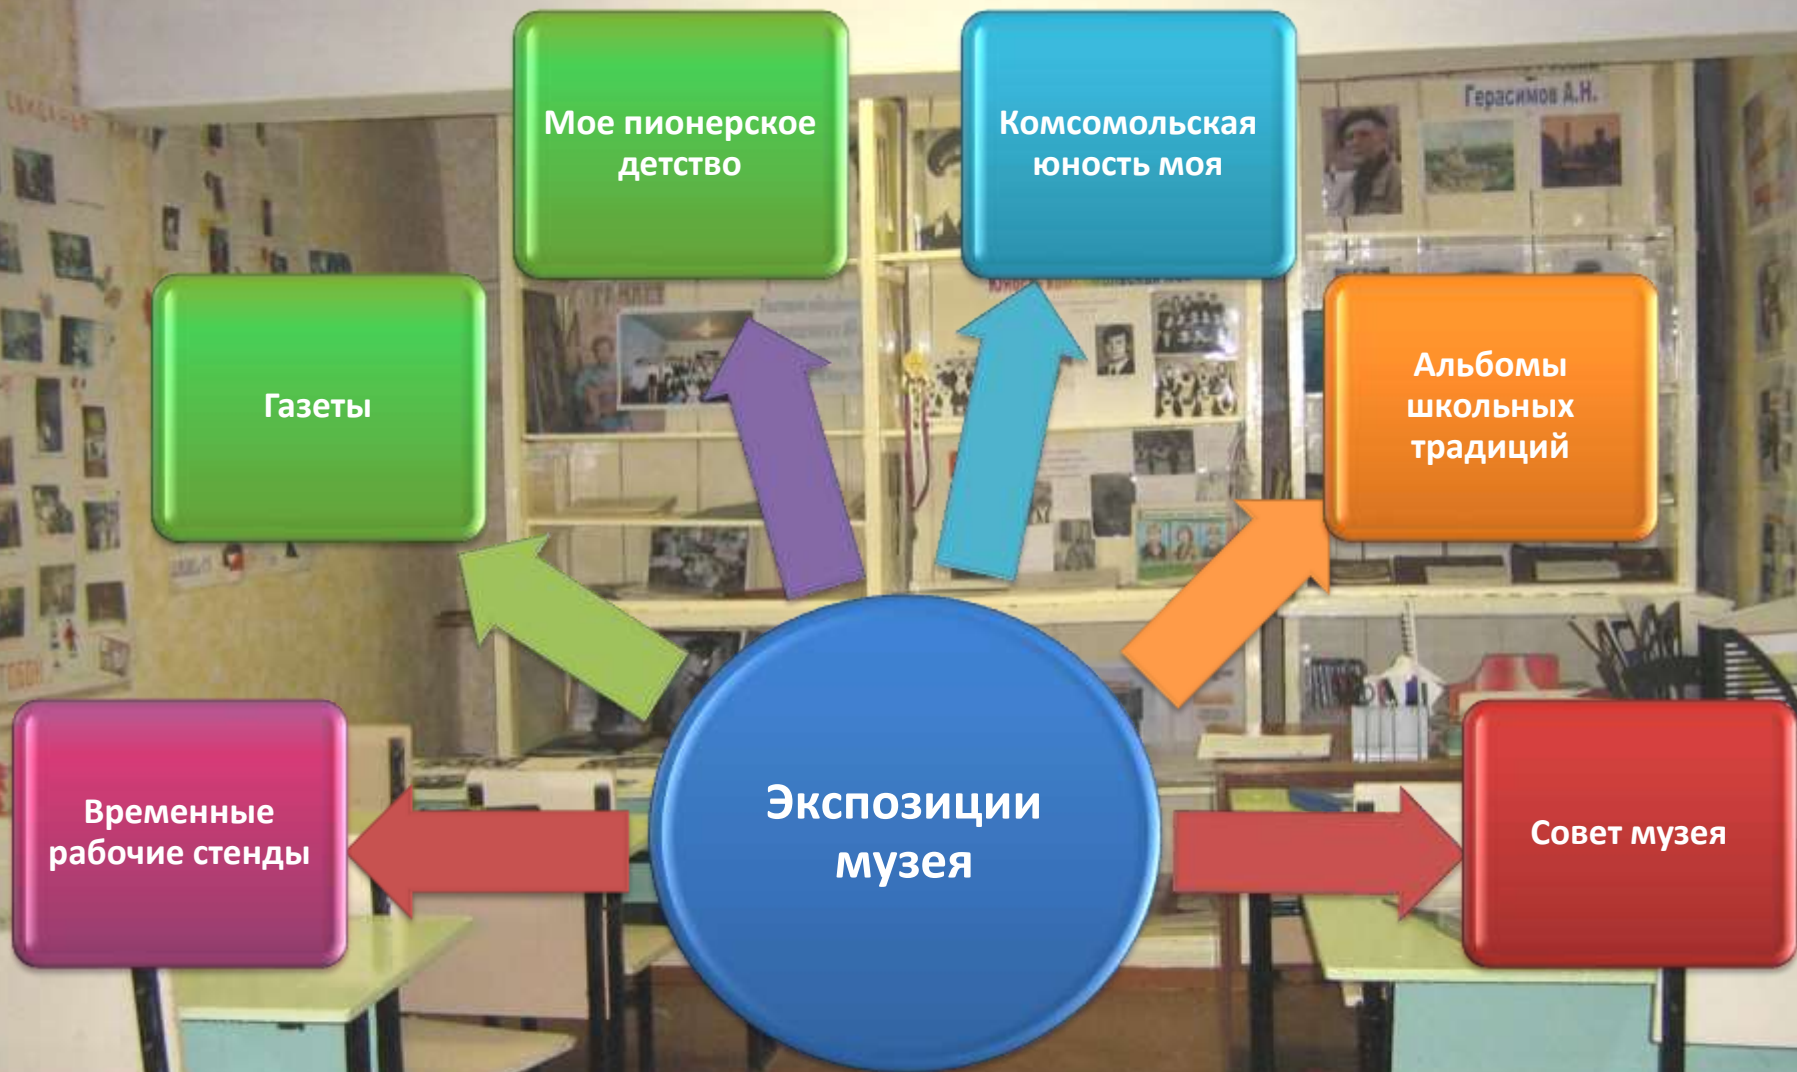 Мое пионерское
детство
Комсомольская
юность моя
Герасимов А.Н.
Газеты
Альбомы
школьных
традиций
Временные
рабочие стенды
Экспозиции
музея
Совет музея